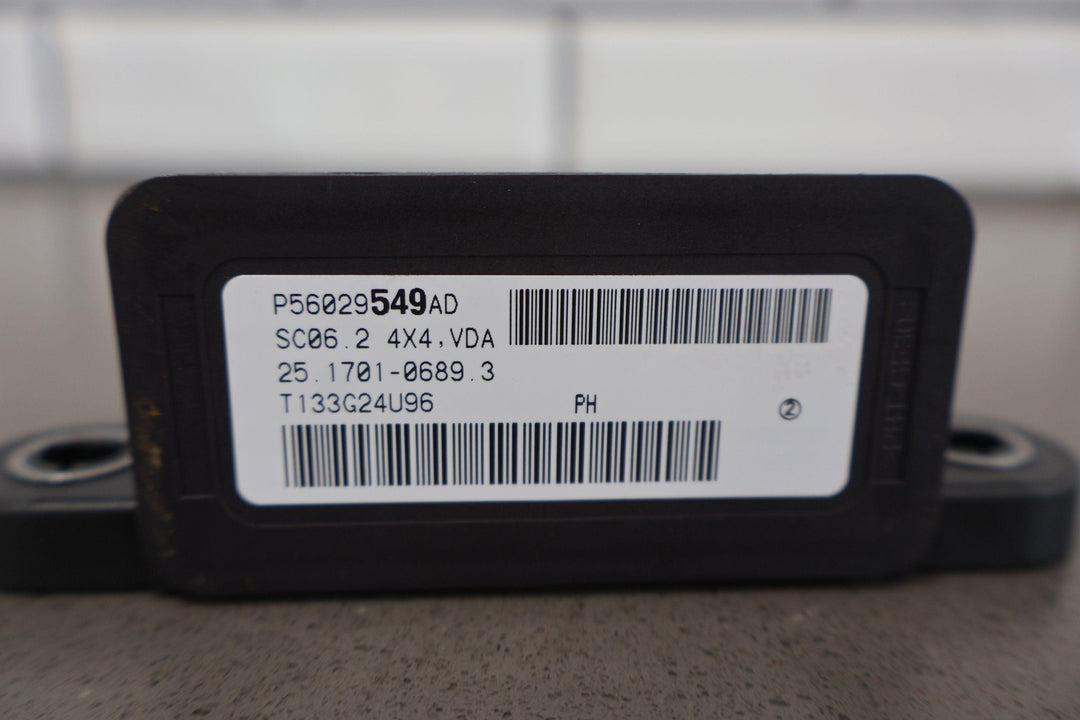 P56029549AD
SC06.2 4X4,VDA
25.1701-0689.3
T133G24U96 PH ②